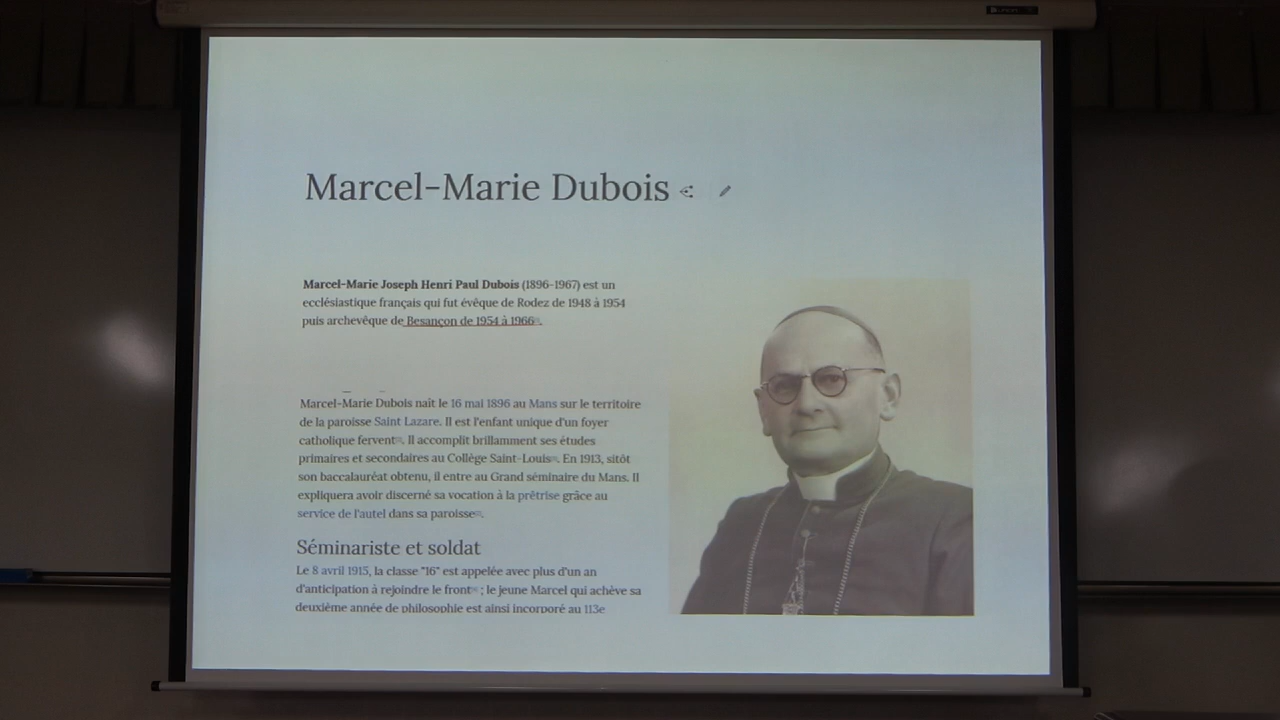 Marcel-Marie Dubois
Marcel-Marie Joseph Henri Paul Dubois (1896-1967) est un
ecclésiastique français qui fut évêque de Rodez de 1948 à 1954
puis archevêque de Besançon de 1954 à 1966.
Marcel-Marie Dubois naît le 16 mai 1896 au Mans sur le territoire
de la paroisse Saint Lazare. Il est l'enfant unique d'un foyer
catholique fervent. Il accomplit brillamment ses études
primaires et secondaires au Collège Saint-Louis. En 1913, sitôt
son baccalauréat obtenu, il entre au Grand séminaire du Mans. Il
expliquera avoir discerné sa vocation à la prêtrise grâce au
service de l'autel dans sa paroisse.
Séminariste et soldat
Le 8 avril 1915, la classe "16" est appelée avec plus d'un an
d'anticipation à rejoindre le front ; le jeune Marcel qui achève sa
deuxième année de philosophie est ainsi incorporé au 113e